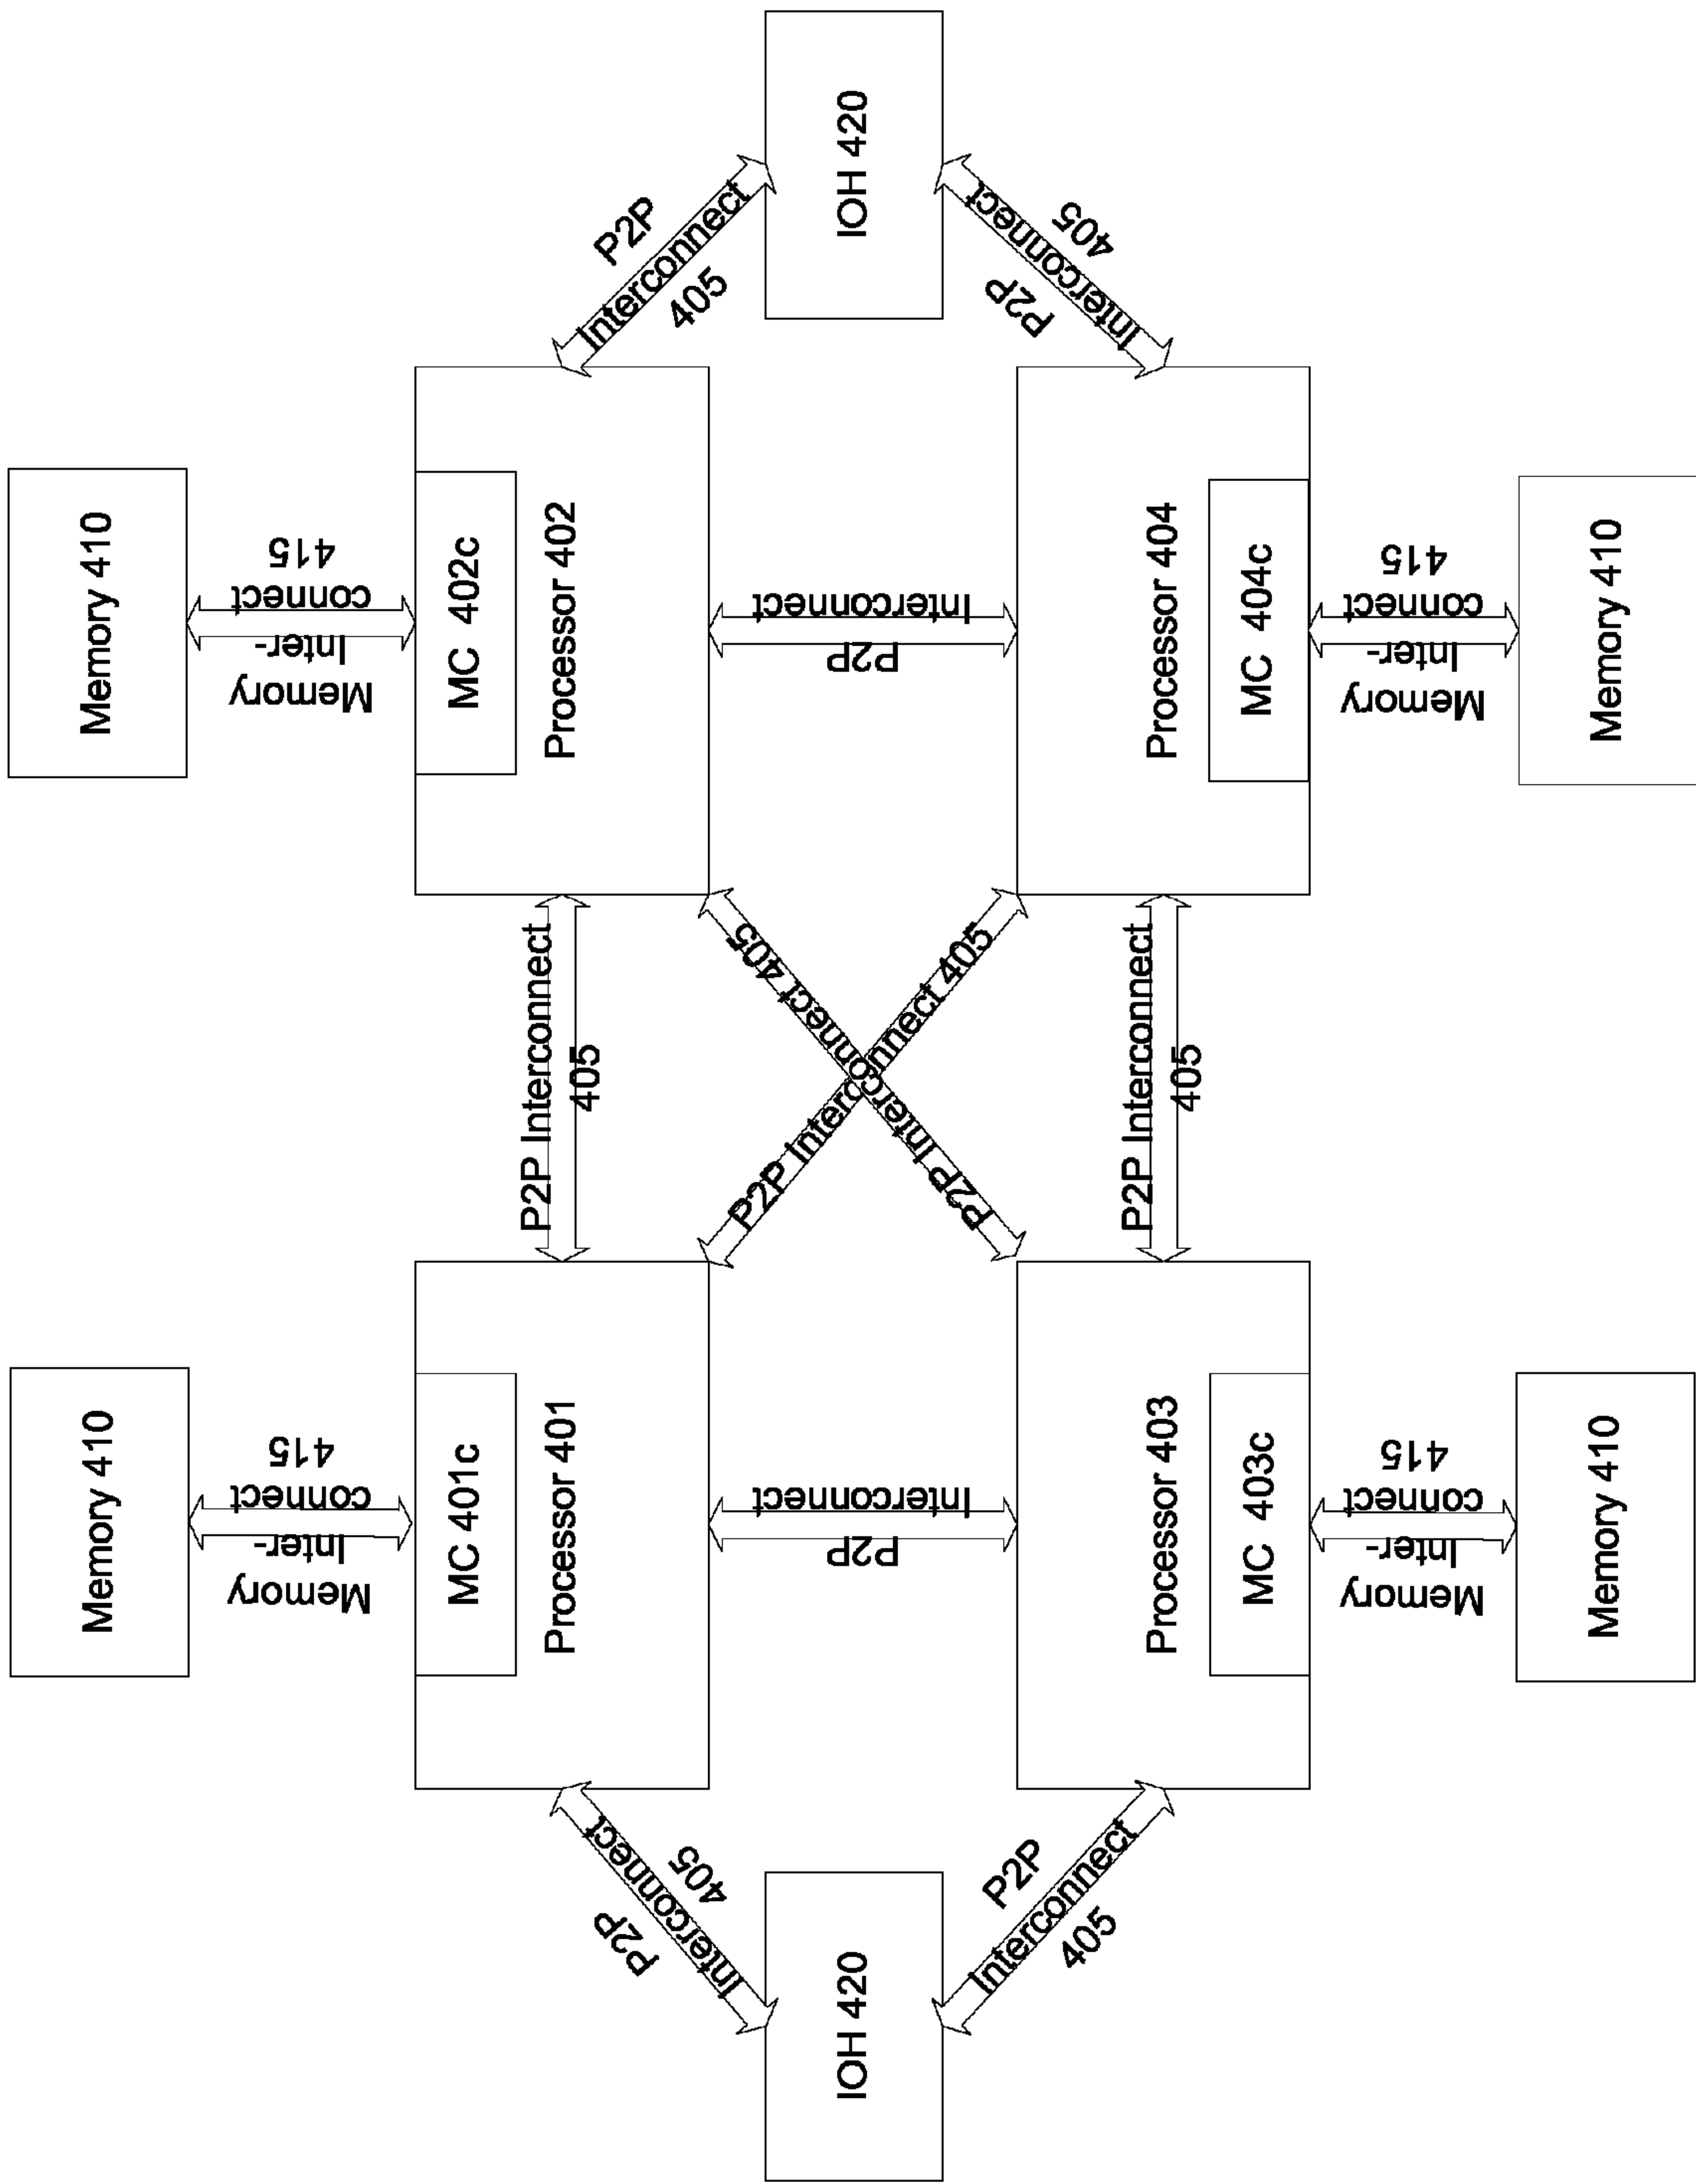 Memory 410
Memory 410
Memory
Inter-
connect
415
Memory
Inter-
connect
415
MC 401c
MC 402c
Processor 401
P2P Interconnect
405
Processor 402
P2P
Interconnect
405
P2P
Interconnect
405
IOH 420
P2P
Interconnect
P2P Interconnect 405
P2P Interconnect 405
P2P
Interconnect
IOH 420
P2P
Interconnect
405
P2P
Interconnect
405
Processor 403
P2P Interconnect
405
Processor 404
MC 403c
MC 404c
Memory
Inter-
connect
415
Memory
Inter-
connect
415
Memory 410
Memory 410